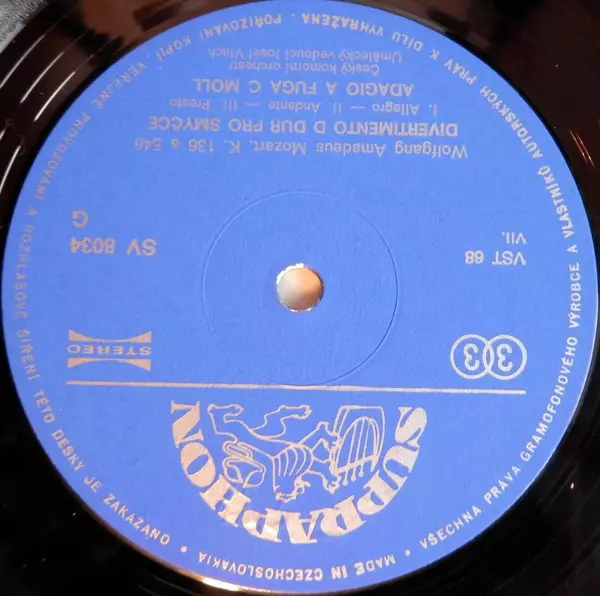 SUPRAPHON
33
STEREO
VST 68
VII.
SV 8034
G
Wolfgang Amadeus Mozart, K. 136 a 546
DIVERTIMENTO D DUR PRO SMYČCE
I. Allegro — II. Andante — III. Presto
ADAGIO A FUGA C MOLL
Český komorní orchestr
Umělecký vedoucí Josef Vlach
MADE IN CZECHOSLOVAKIA • VŠECHNA PRÁVA GRAMOFONOVÉHO VÝROBCE A VLASTNÍKŮ AUTORSKÝCH PRÁV K DÍLU VYHRAŽENA. POŘIZOVÁNÍ KOPIÍ, VEŘEJNÉ PROVOZOVÁNÍ A ROZHLASOVÉ ŠÍŘENÍ TÉTO DESKY JE ZAKÁZÁNO •